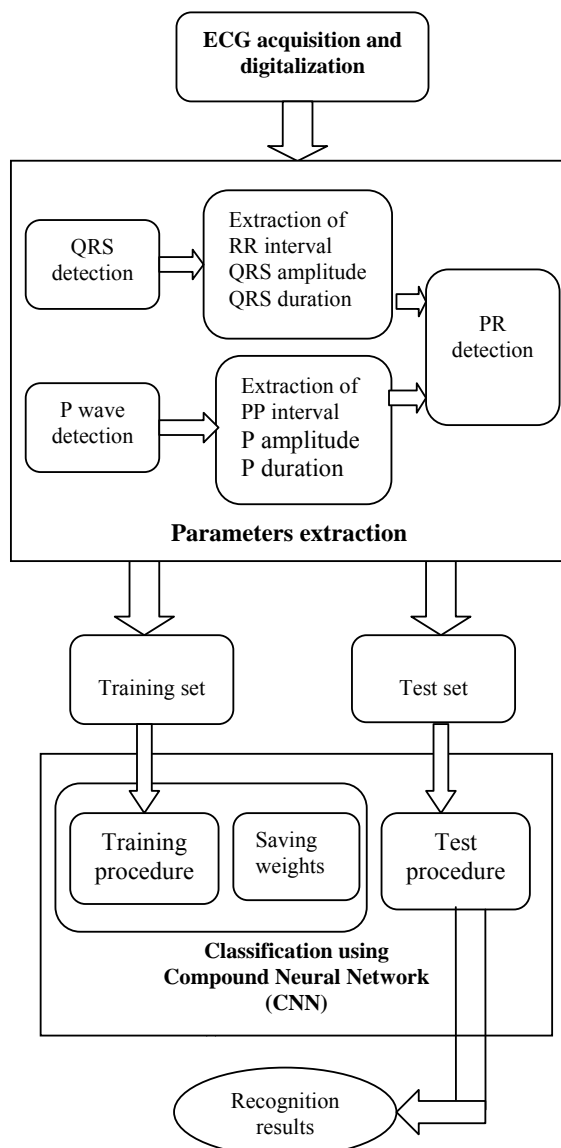 ECG acquisition and
digitalization
QRS
detection
Extraction of
RR interval
QRS amplitude
QRS duration
PR
detection
P wave
detection
Extraction of
PP interval
P amplitude
P duration
Parameters extraction
Training set
Test set
Training
procedure
Saving
weights
Test
procedure
Classification using
Compound Neural Network
(CNN)
Recognition
results